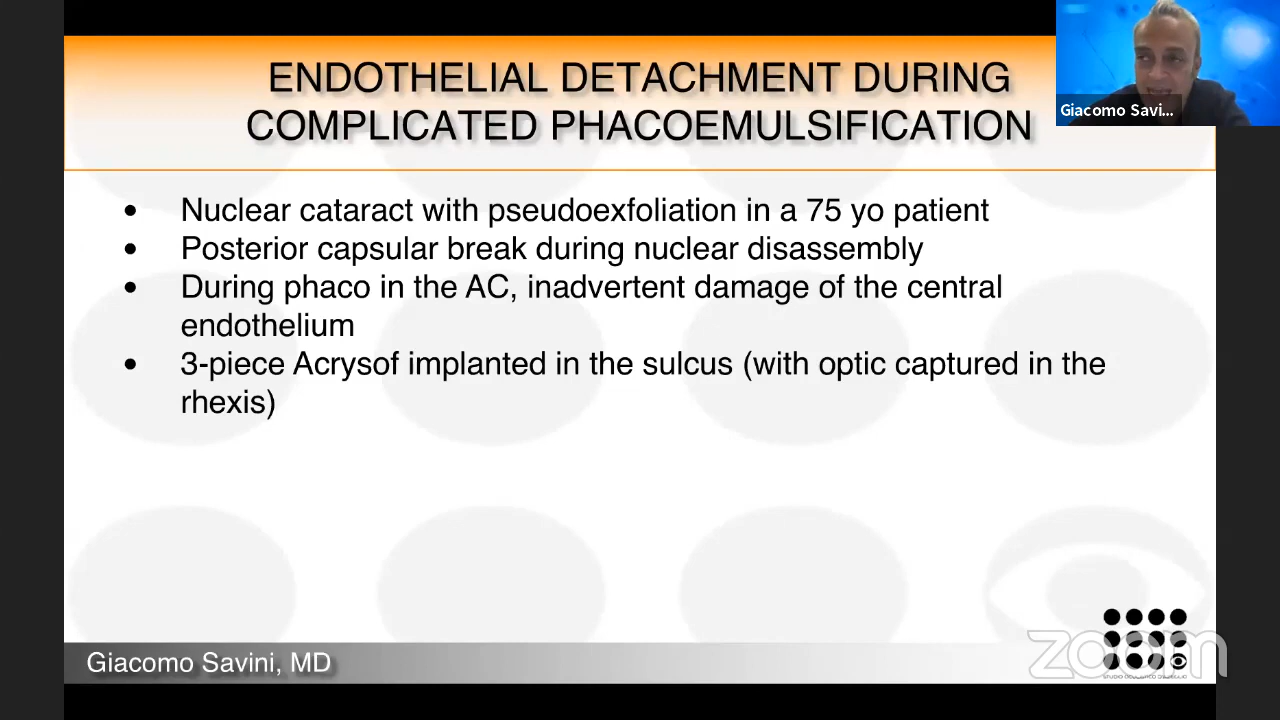 ENDOTHELIAL DETACHMENT DURING
COMPLICATED PHACOEMULSIFICATION
Giacomo Savi...
• Nuclear cataract with pseudoexfoliation in a 75 yo patient
• Posterior capsular break during nuclear disassembly
• During phaco in the AC, inadvertent damage of the central
endothelium
• 3-piece Acrysof implanted in the sulcus (with optic captured in the
rhexis)
Giacomo Savini, MD
zoom